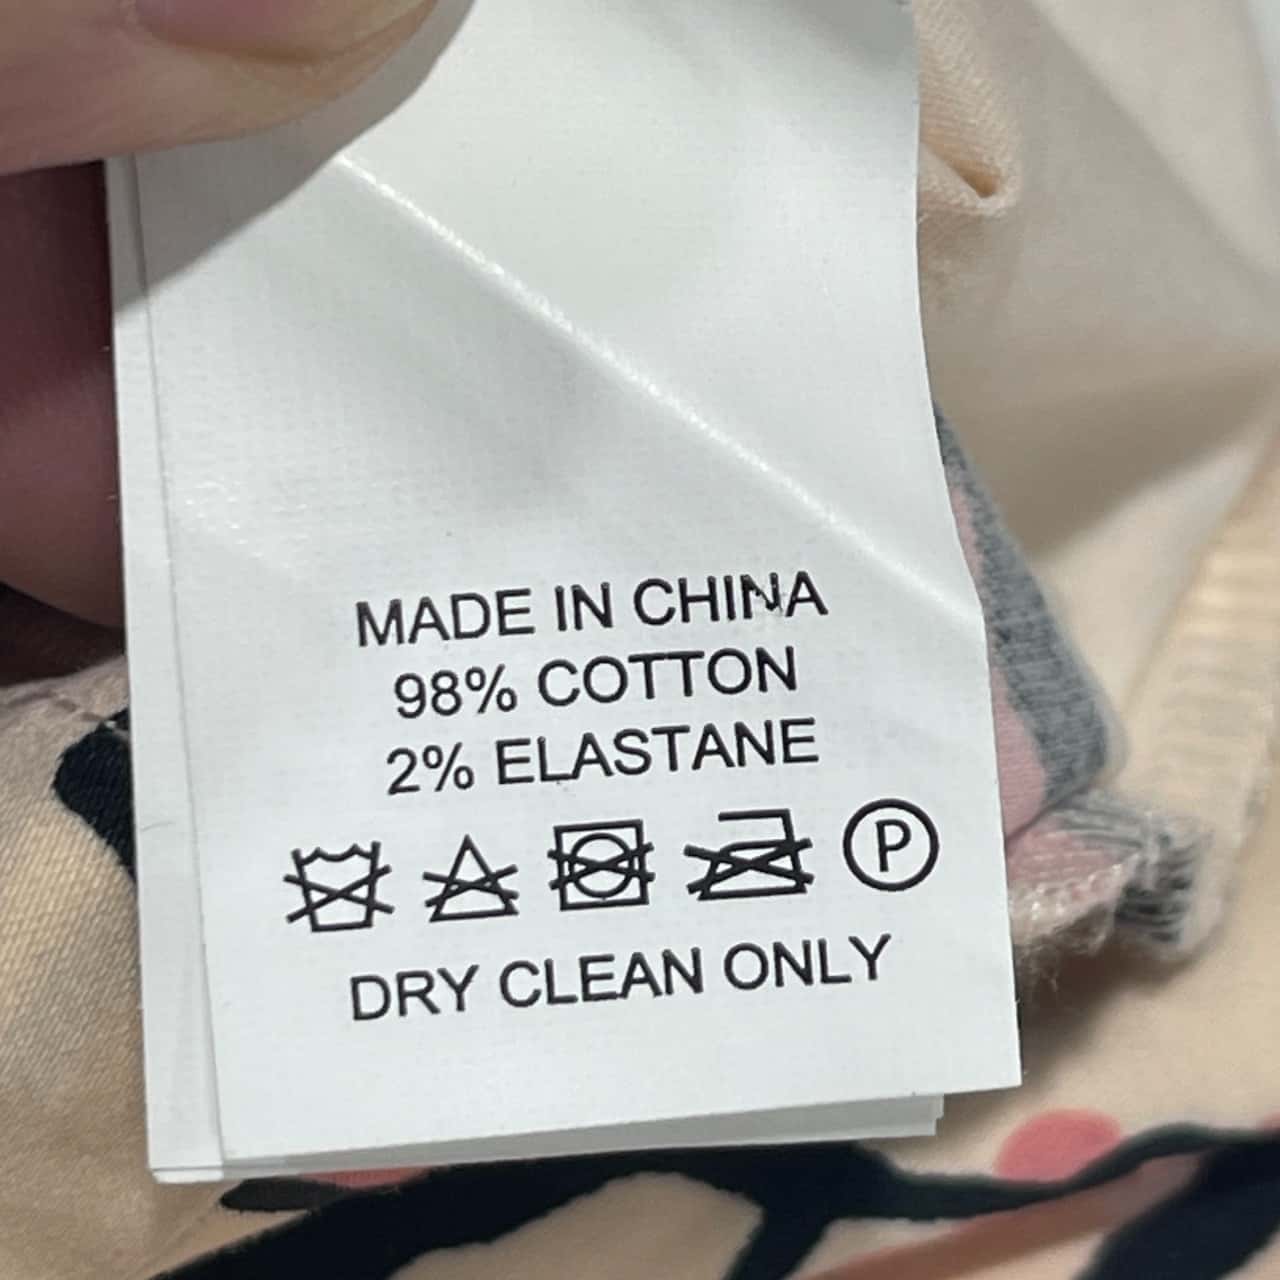 MADE IN CHINA
98% COTTON
2% ELASTANE
P
DRY CLEAN ONLY